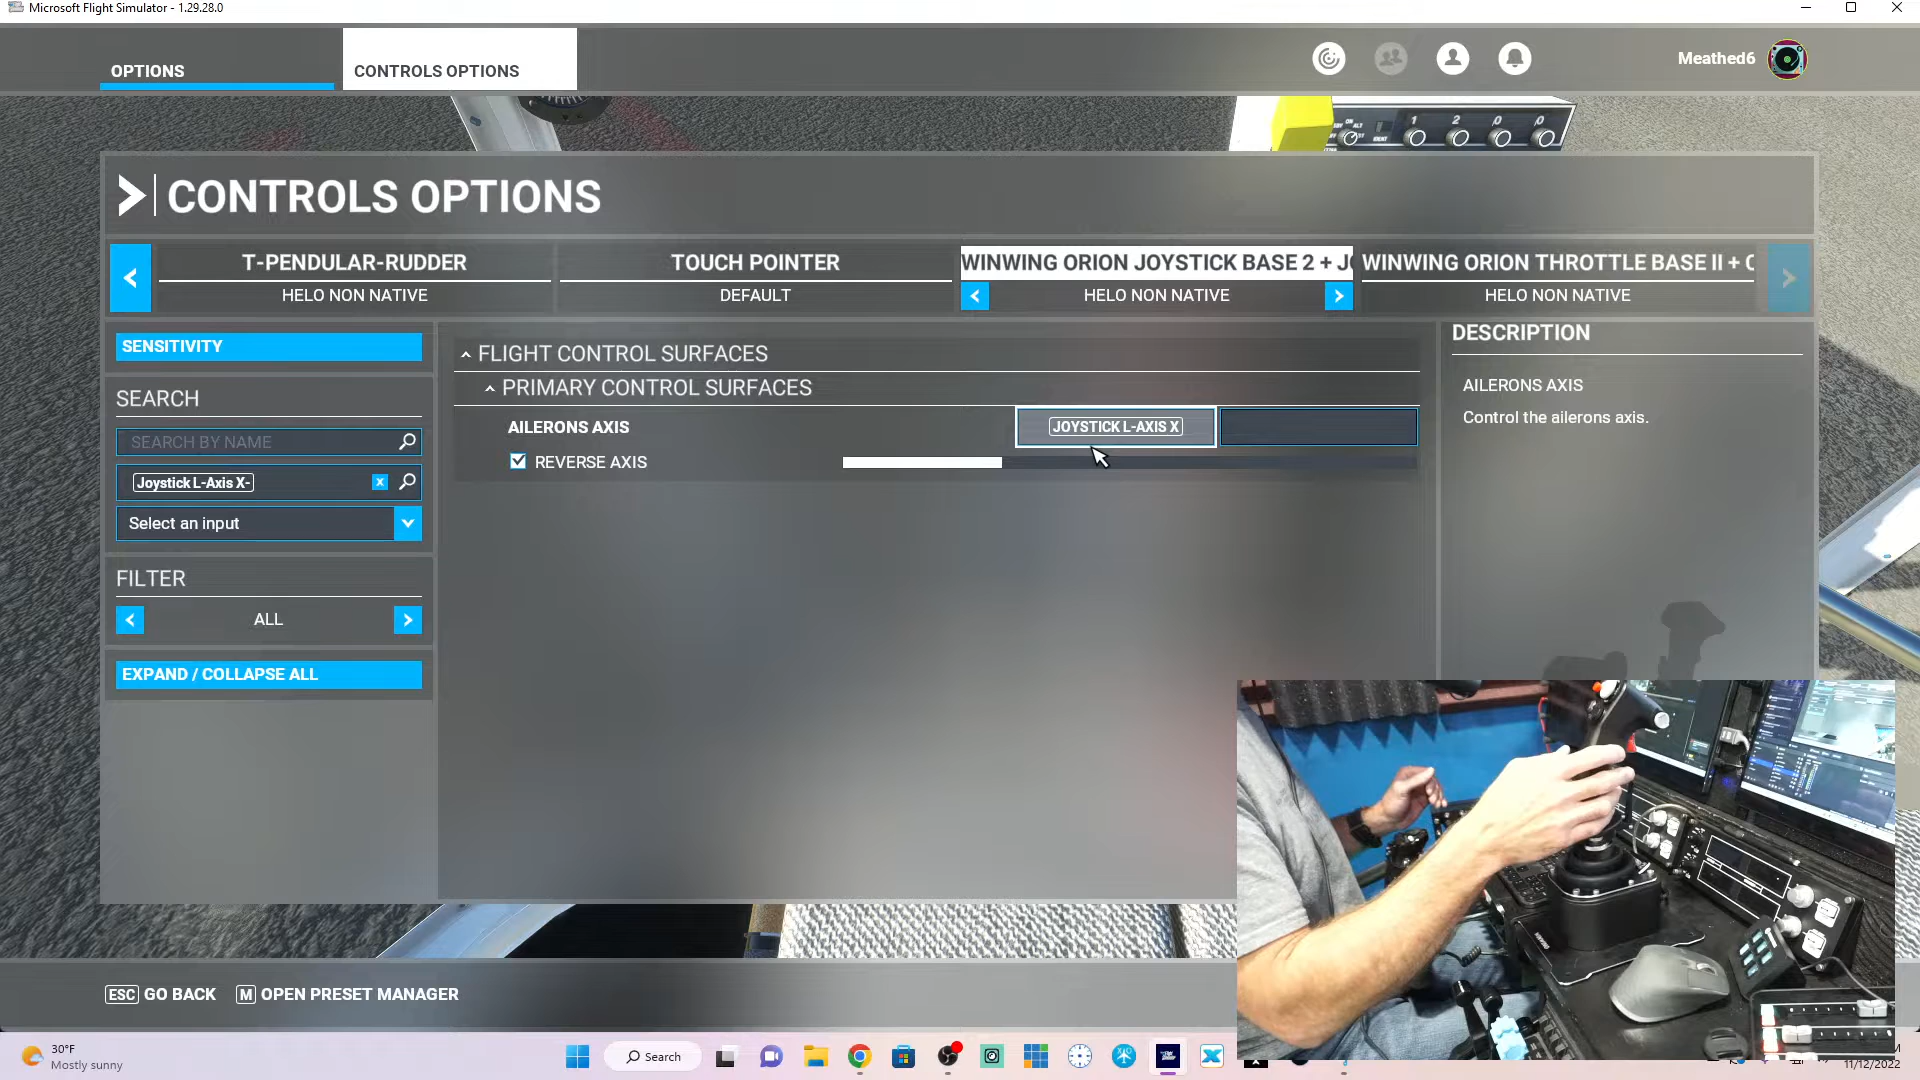 Microsoft Flight Simulator - 1.29.28.0
OPTIONS
CONTROLS OPTIONS
Meathed6
CONTROLS OPTIONS
T-PENDULAR-RUDDER
HELO NON NATIVE
TOUCH POINTER
DEFAULT
WINWING ORION JOYSTICK BASE 2 +
HELO NON NATIVE
WINWING ORION THROTTLE BASE II +
HELO NON NATIVE
SENSITIVITY
SEARCH
SEARCH BY NAME
Joystick L-Axis X-
X
Select an input
FILTER
ALL
EXPAND / COLLAPSE ALL
FLIGHT CONTROL SURFACES
PRIMARY CONTROL SURFACES
AILERONS AXIS
JOYSTICK L-AXIS X
REVERSE AXIS
DESCRIPTION
AILERONS AXIS
Control the ailerons axis.
ESC GO BACK
M OPEN PRESET MANAGER
30°F
Mostly sunny
Search
11/12/2022